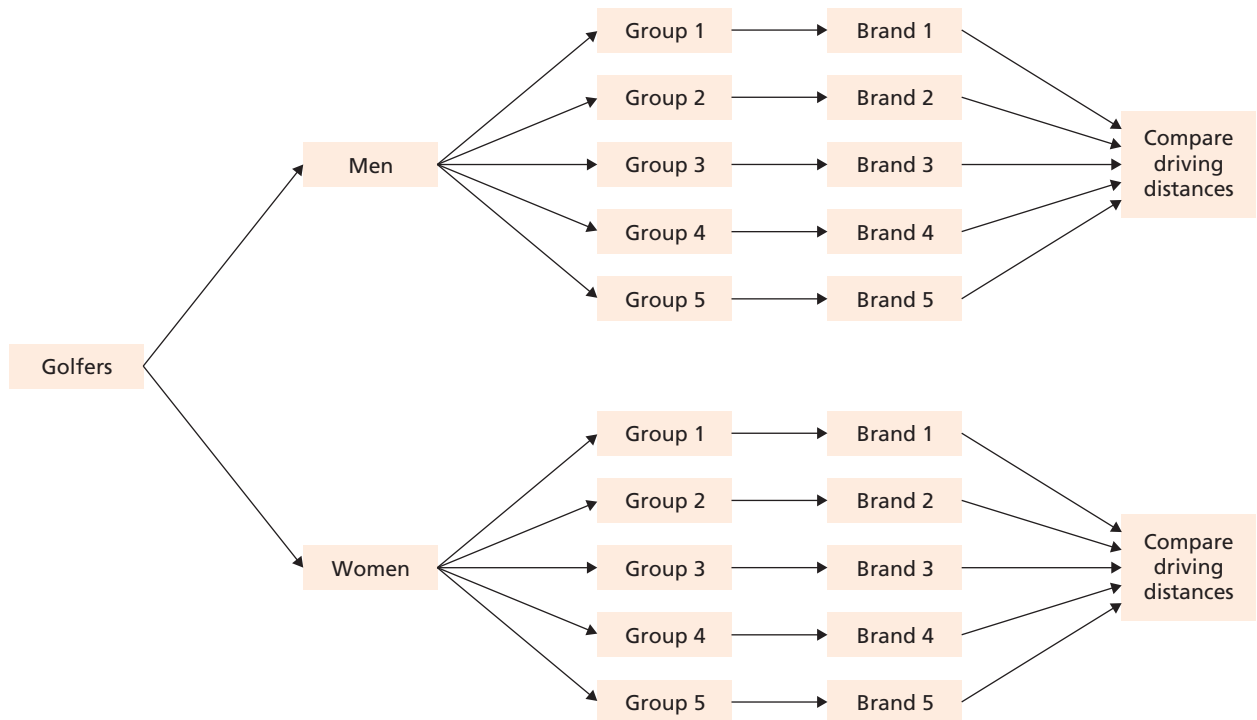 Group 1
Brand 1
Group 2
Brand 2
Men
Group 3
Brand 3
Compare
driving
distances
Group 4
Brand 4
Group 5
Brand 5
Golfers
Group 1
Brand 1
Group 2
Brand 2
Women
Group 3
Brand 3
Compare
driving
distances
Group 4
Brand 4
Group 5
Brand 5